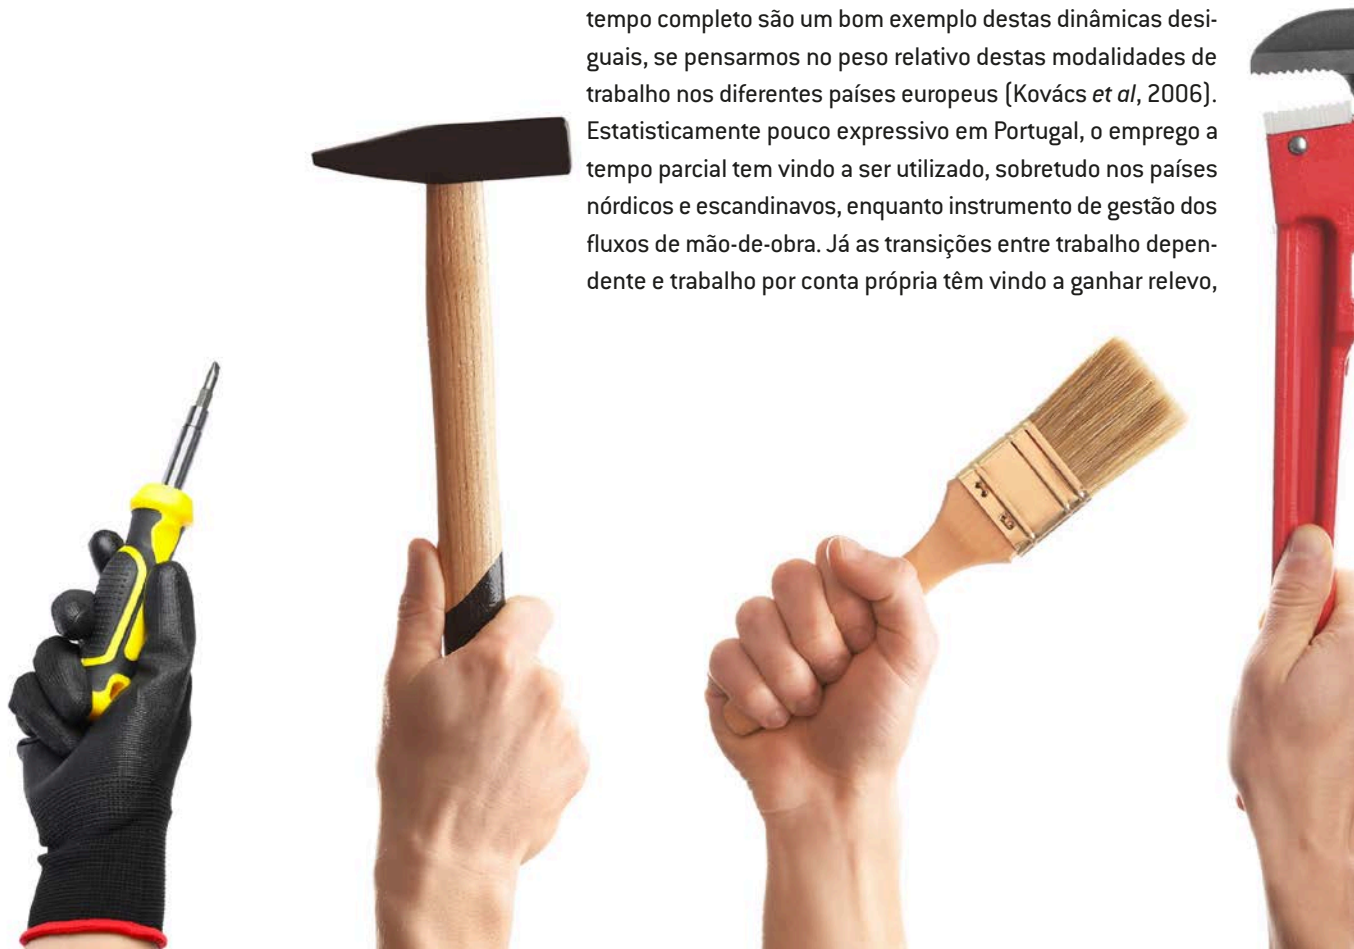 tempo completo são um bom exemplo destas dinâmicas desi-
guais, se pensarmos no peso relativo destas modalidades de
trabalho nos diferentes países europeus (Kovács et al, 2006).
Estatisticamente pouco expressivo em Portugal, o emprego a
tempo parcial tem vindo a ser utilizado, sobretudo nos países
nórdicos e escandinavos, enquanto instrumento de gestão dos
fluxos de mão-de-obra. Já as transições entre trabalho depen-
dente e trabalho por conta própria têm vindo a ganhar relevo,